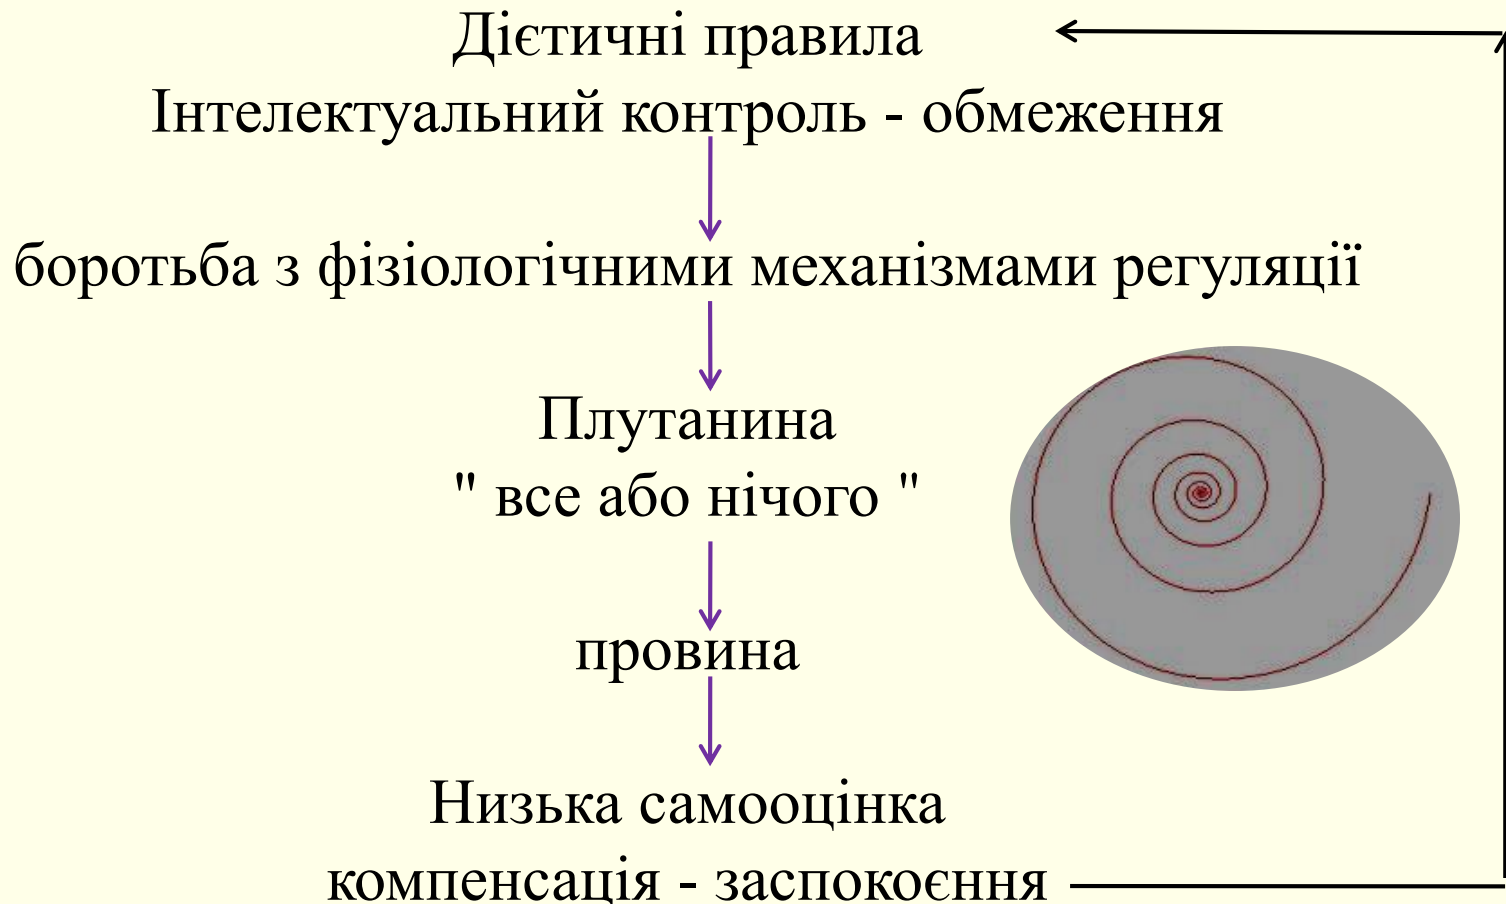 Дієтичні правила
Інтелектуальний контроль - обмеження
боротьба з фізіологічними механізмами регуляції
Плутанина
" все або нічого "
провина
Низька самооцінка
компенсація - заспокоєння